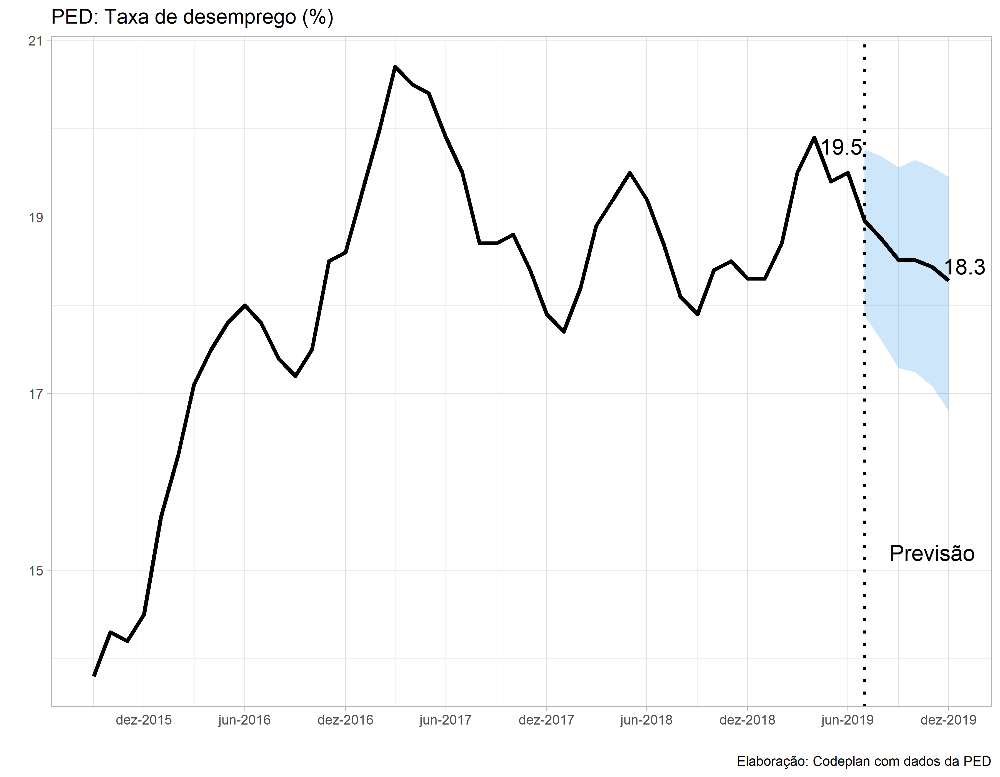 PED: Taxa de desemprego (%)
21
19.5
19
18.3
17
Previsão
15
dez-2015 jun-2016 dez-2016 jun-2017 dez-2017 jun-2018 dez-2018 jun-2019 dez-2019
Elaboração: Codeplan com dados da PED